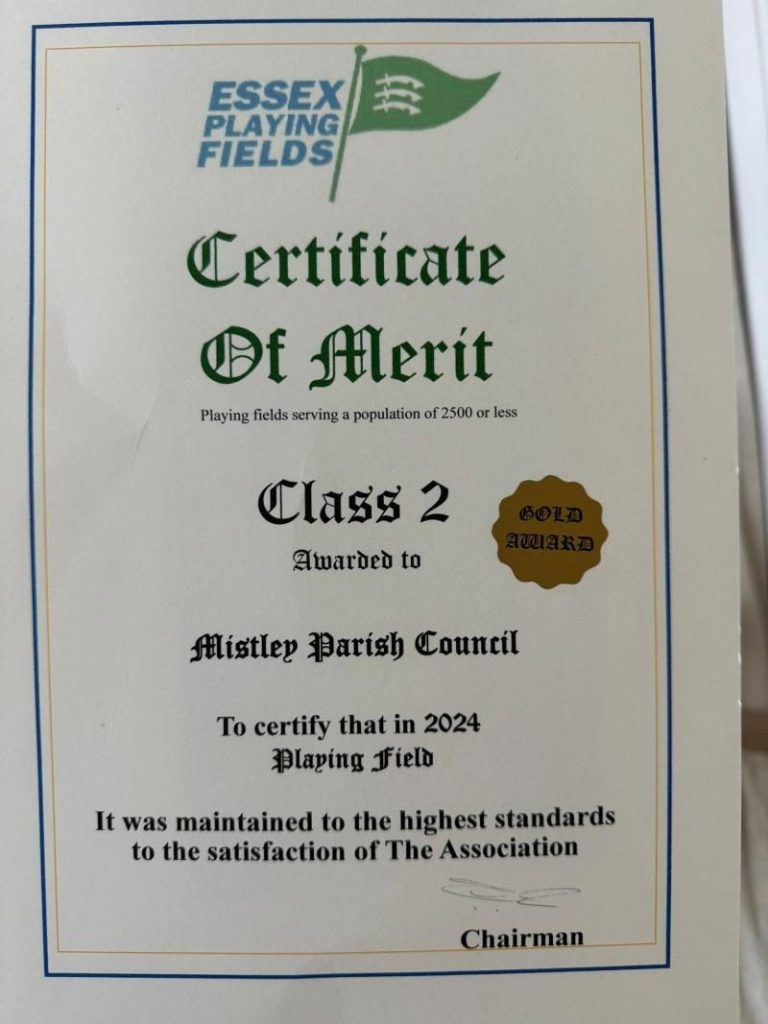 ESSEX
PLAYING
FIELDS
Certificate
Of Merit
Playing fields serving a population of 2500 or less
Class 2
GOLD
AWARD
Awarded to
Mistley Parish Council
To certify that in 2024
Playing Field
It was maintained to the highest standards
to the satisfaction of The Association
Chairman